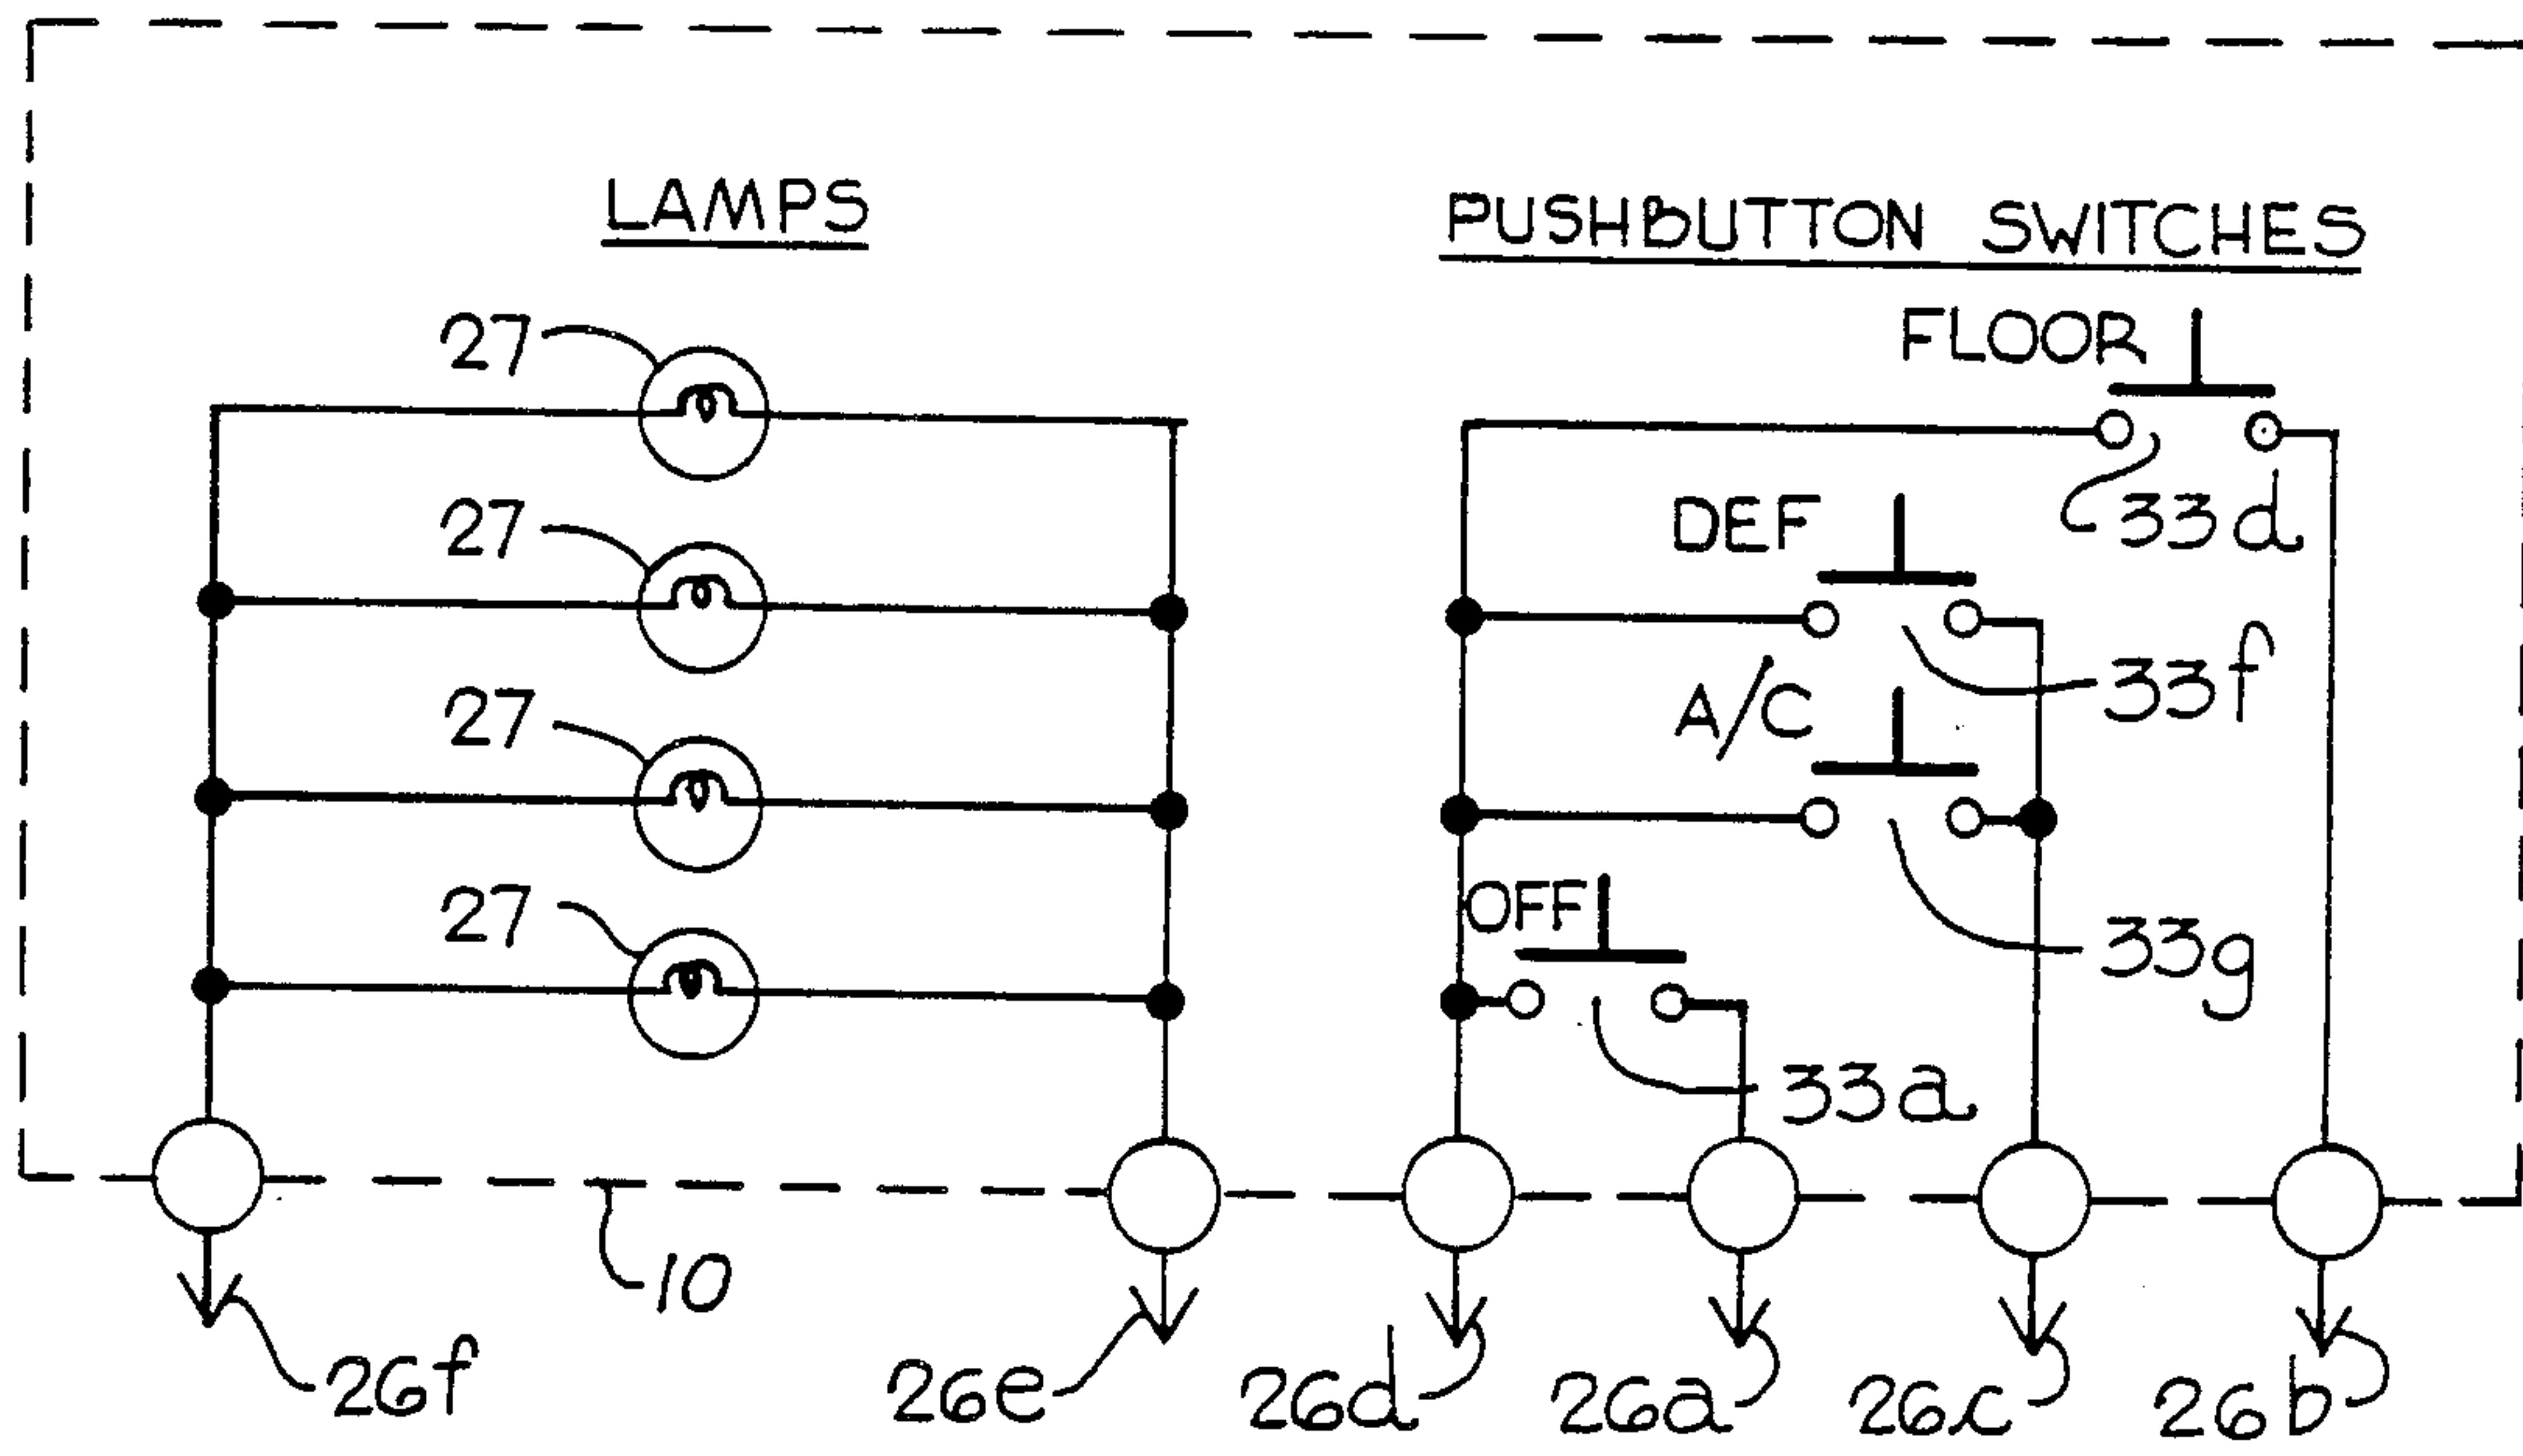 LAMPS
PUSHBUTTON SWITCHES
27
FLOOR
33d
27
DEF
33f
27
A/C
33g
27
OFF
33a
10
26f
26e
26d
26a
26c
26b